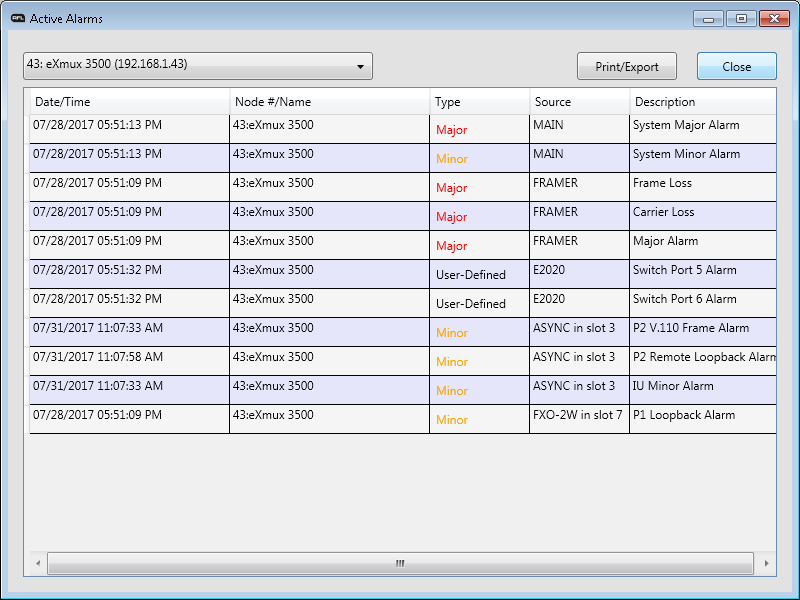 AFL Active Alarms
43: eXmux 3500 (192.168.1.43) Print/Export Close
Date/Time Node #/Name Type Source Description
07/28/2017 05:51:13 PM 43:eXmux 3500 Major MAIN System Major Alarm
07/28/2017 05:51:13 PM 43:eXmux 3500 Minor MAIN System Minor Alarm
07/28/2017 05:51:09 PM 43:eXmux 3500 Major FRAMER Frame Loss
07/28/2017 05:51:09 PM 43:eXmux 3500 Major FRAMER Carrier Loss
07/28/2017 05:51:09 PM 43:eXmux 3500 Major FRAMER Major Alarm
07/28/2017 05:51:32 PM 43:eXmux 3500 User-Defined E2020 Switch Port 5 Alarm
07/28/2017 05:51:32 PM 43:eXmux 3500 User-Defined E2020 Switch Port 6 Alarm
07/31/2017 11:07:33 AM 43:eXmux 3500 Minor ASYNC in slot 3 P2 V.110 Frame Alarm
07/31/2017 11:07:58 AM 43:eXmux 3500 Minor ASYNC in slot 3 P2 Remote Loopback Alarm
07/31/2017 11:07:33 AM 43:eXmux 3500 Minor ASYNC in slot 3 IU Minor Alarm
07/28/2017 05:51:09 PM 43:eXmux 3500 Minor FXO-2W in slot 7 P1 Loopback Alarm